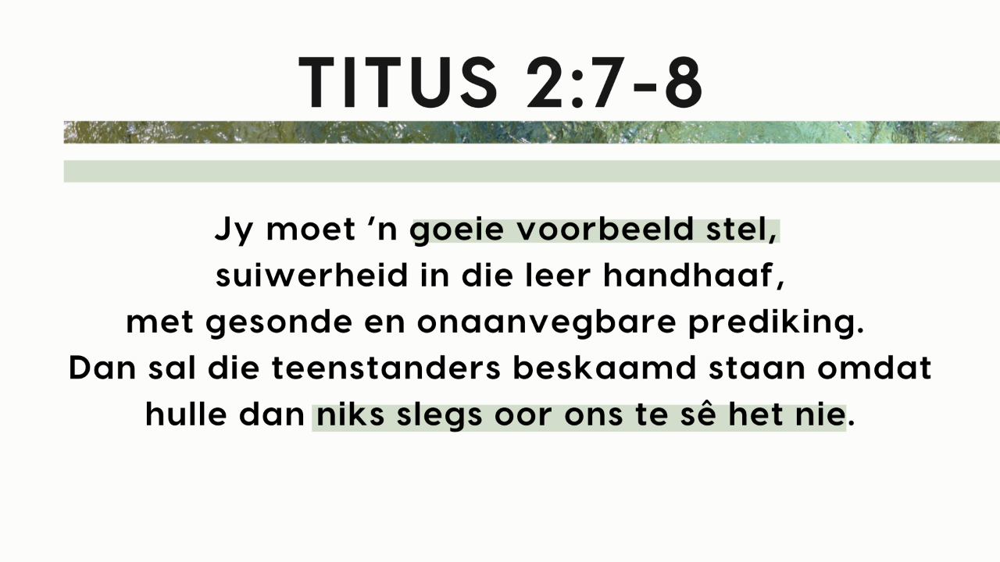 TITUS 2:7-8
Jy moet ‘n goeie voorbeeld stel,
suiwerheid in die leer handhaaf,
met gesonde en onaanvegbare prediking.
Dan sal die teenstanders beskaamd staan omdat
hulle dan niks slegs oor ons te sê het nie.